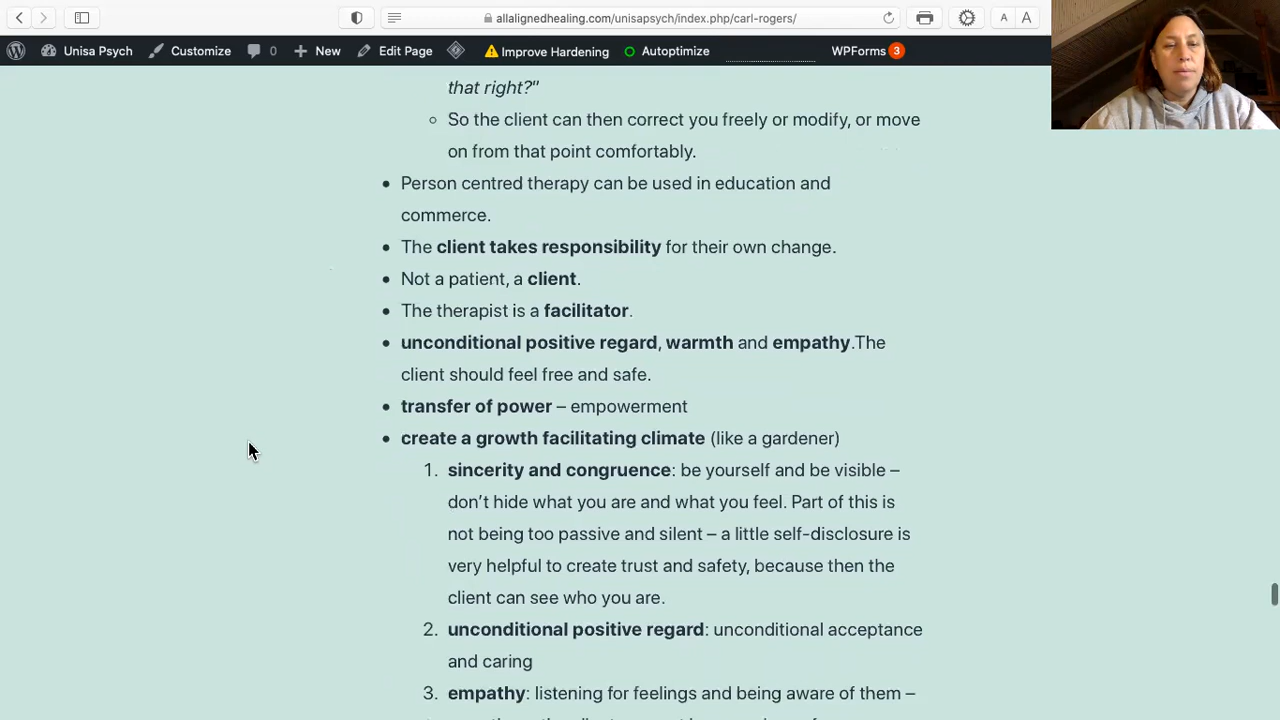 allalignedhealing.com/unisapsych/index.php/carl-rogers/
A A
Unisa Psych Customize 0 New Edit Page Improve Hardening Autoptimize WPForms 3
that right?"
So the client can then correct you freely or modify, or move
on from that point comfortably.
Person centred therapy can be used in education and
commerce.
The client takes responsibility for their own change.
Not a patient, a client.
The therapist is a facilitator.
unconditional positive regard, warmth and empathy.The
client should feel free and safe.
transfer of power – empowerment
create a growth facilitating climate (like a gardener)
1. sincerity and congruence: be yourself and be visible –
don’t hide what you are and what you feel. Part of this is
not being too passive and silent – a little self-disclosure is
very helpful to create trust and safety, because then the
client can see who you are.
2. unconditional positive regard: unconditional acceptance
and caring
3. empathy: listening for feelings and being aware of them –